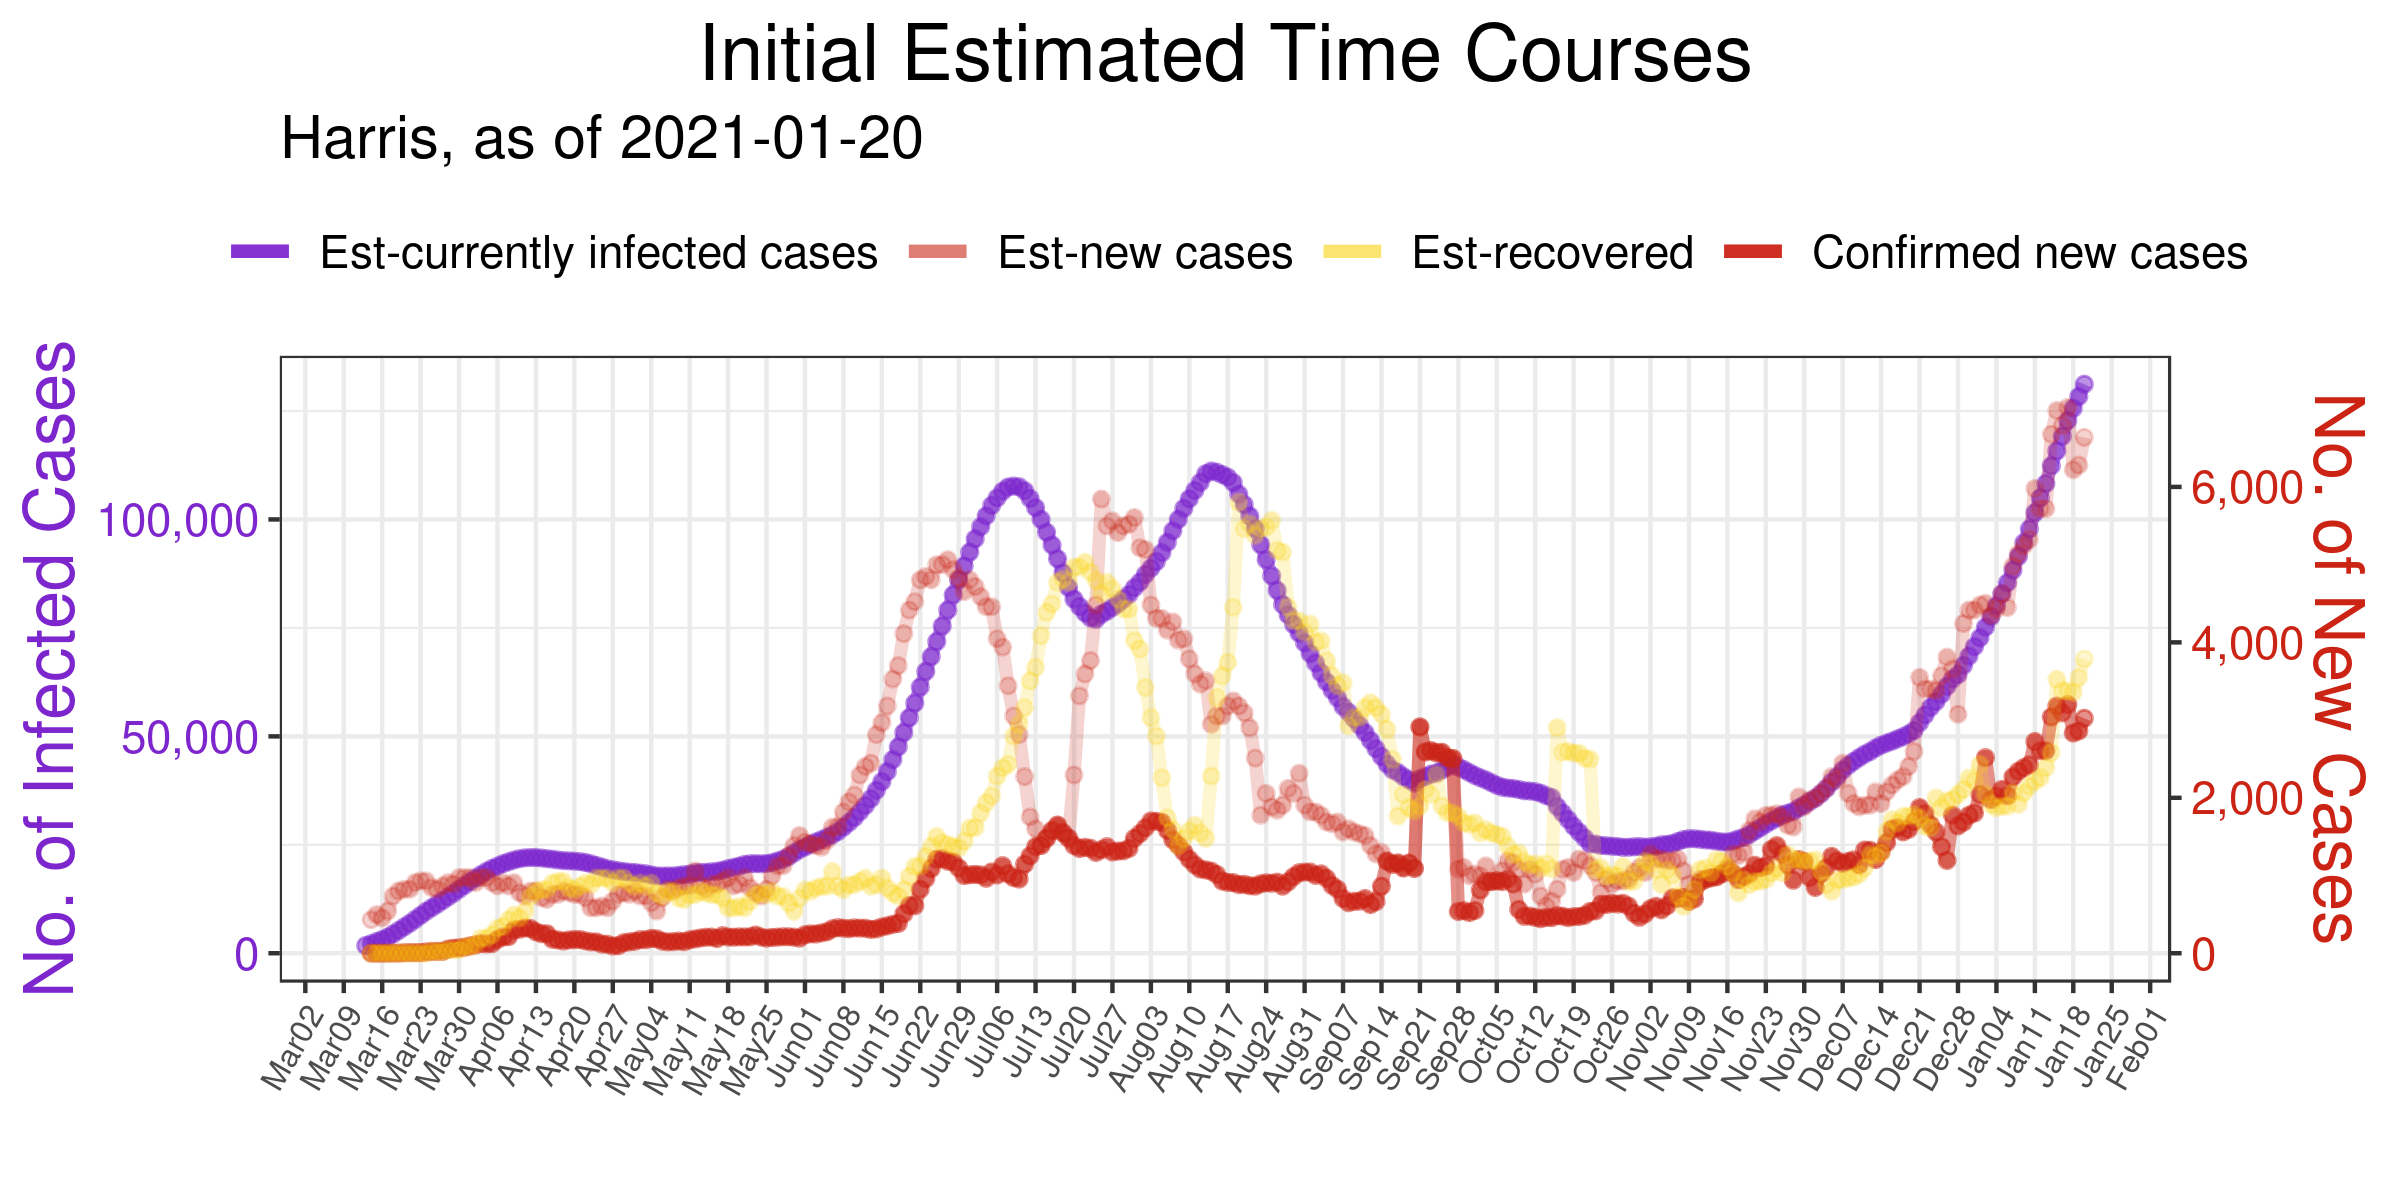 Initial Estimated Time Courses
Harris, as of 2021-01-20
Est-currently infected cases Est-new cases Est-recovered Confirmed new cases
No. of Infected Cases
100,000
50,000
0
6,000
4,000
2,000
0
No. of New Cases
Mar02 Mar09 Mar16 Mar23 Mar30 Apr06 Apr13 Apr20 Apr27 May04 May11 May18 May25 Jun01 Jun08 Jun15 Jun22 Jun29 Jul06 Jul13 Jul20 Jul27 Aug03 Aug10 Aug17 Aug24 Aug31 Sep07 Sep14 Sep21 Sep28 Oct05 Oct12 Oct19 Oct26 Nov02 Nov09 Nov16 Nov23 Nov30 Dec07 Dec14 Dec21 Dec28 Jan04 Jan11 Jan18 Jan25 Feb01